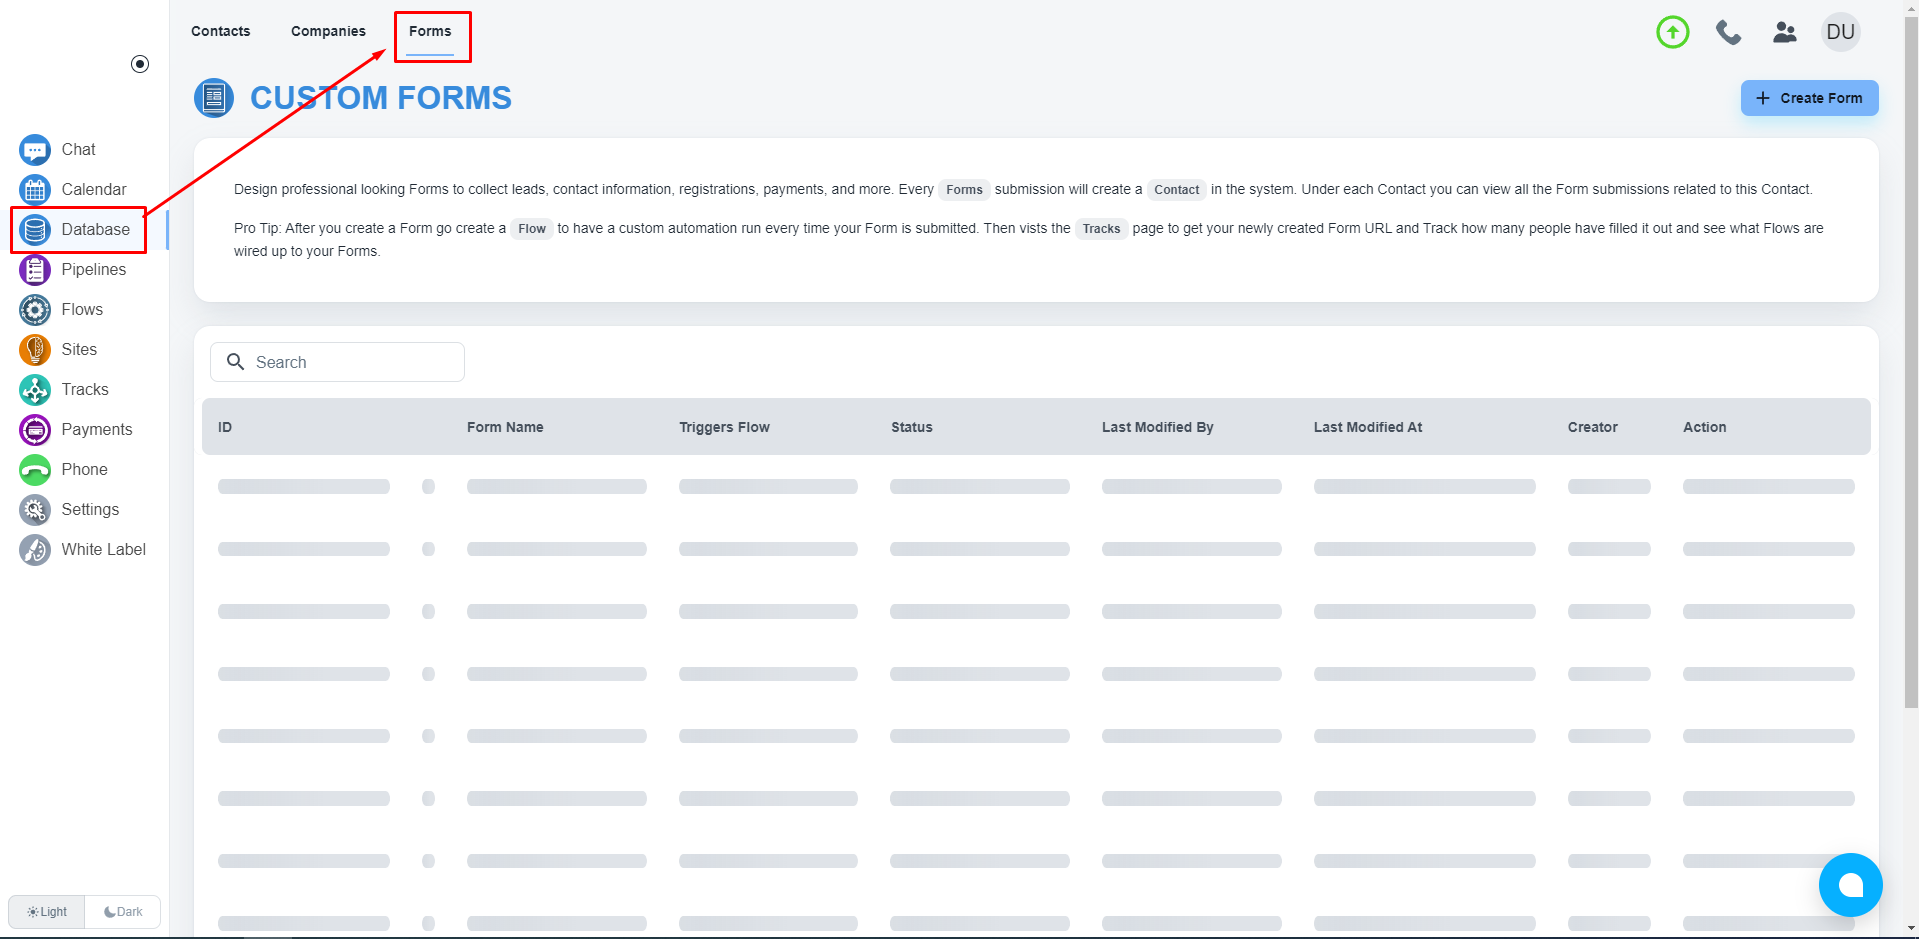 Contacts
Companies
Forms
DU
CUSTOM FORMS
+ Create Form
Chat
Calendar
Database
Pipelines
Flows
Sites
Tracks
Payments
Phone
Settings
White Label
Design professional looking Forms to collect leads, contact information, registrations, payments, and more. Every Forms submission will create a Contact in the system. Under each Contact you can view all the Form submissions related to this Contact.
Pro Tip: After you create a Form go create a Flow to have a custom automation run every time your Form is submitted. Then vists the Tracks page to get your newly created Form URL and Track how many people have filled it out and see what Flows are
wired up to your Forms.
Search
ID Form Name Triggers Flow Status Last Modified By Last Modified At Creator Action
Light
Dark